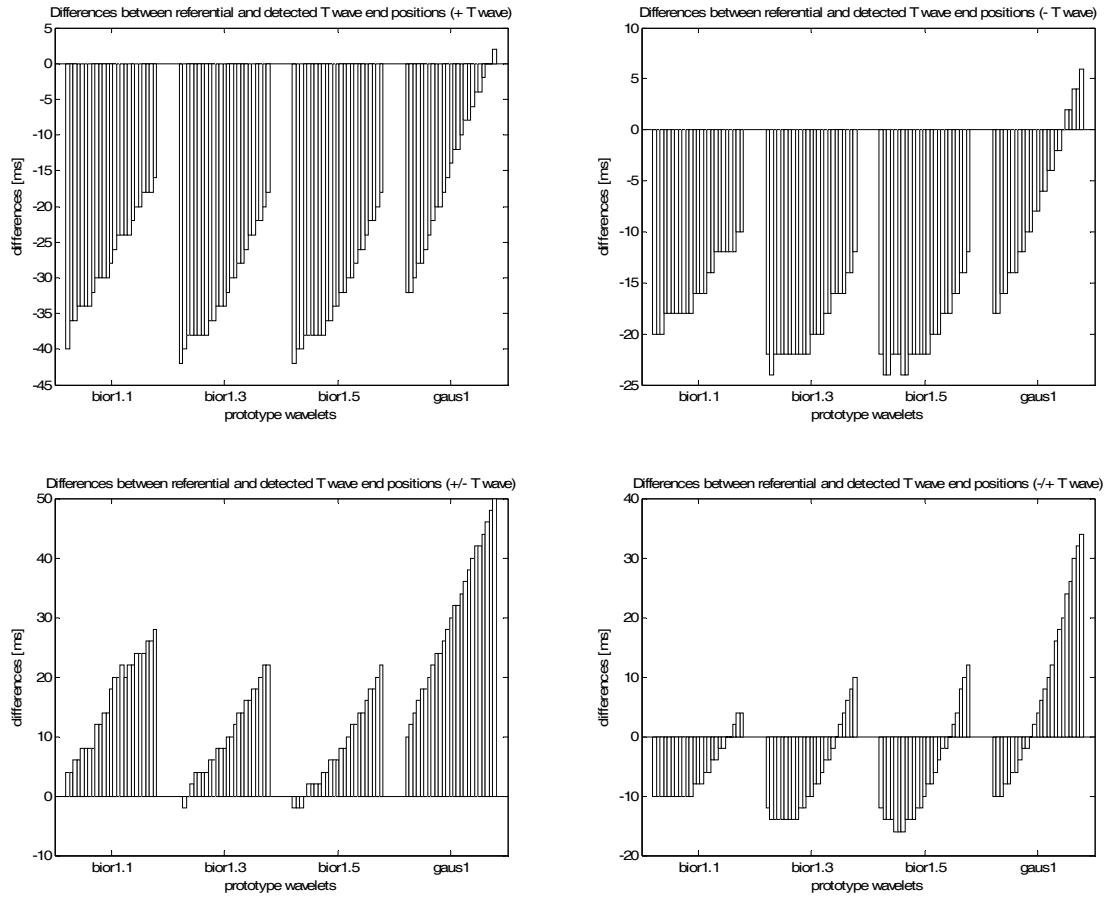 Differences between referential and detected T wave end positions (+ T wave)
5
0
-5
-10
-15
-20
-25
-30
-35
-40
-45
differences [ms]
bior1.1 bior1.3 bior1.5 gaus1
prototype wavelets
Differences between referential and detected T wave end positions (- T wave)
10
5
0
-5
-10
-15
-20
-25
differences [ms]
bior1.1 bior1.3 bior1.5 gaus1
prototype wavelets
Differences between referential and detected T wave end positions (+/- T wave)
50
40
30
20
10
0
-10
differences [ms]
bior1.1 bior1.3 bior1.5 gaus1
prototype wavelets
Differences between referential and detected T wave end positions (-/+ T wave)
40
30
20
10
0
-10
-20
differences [ms]
bior1.1 bior1.3 bior1.5 gaus1
prototype wavelets